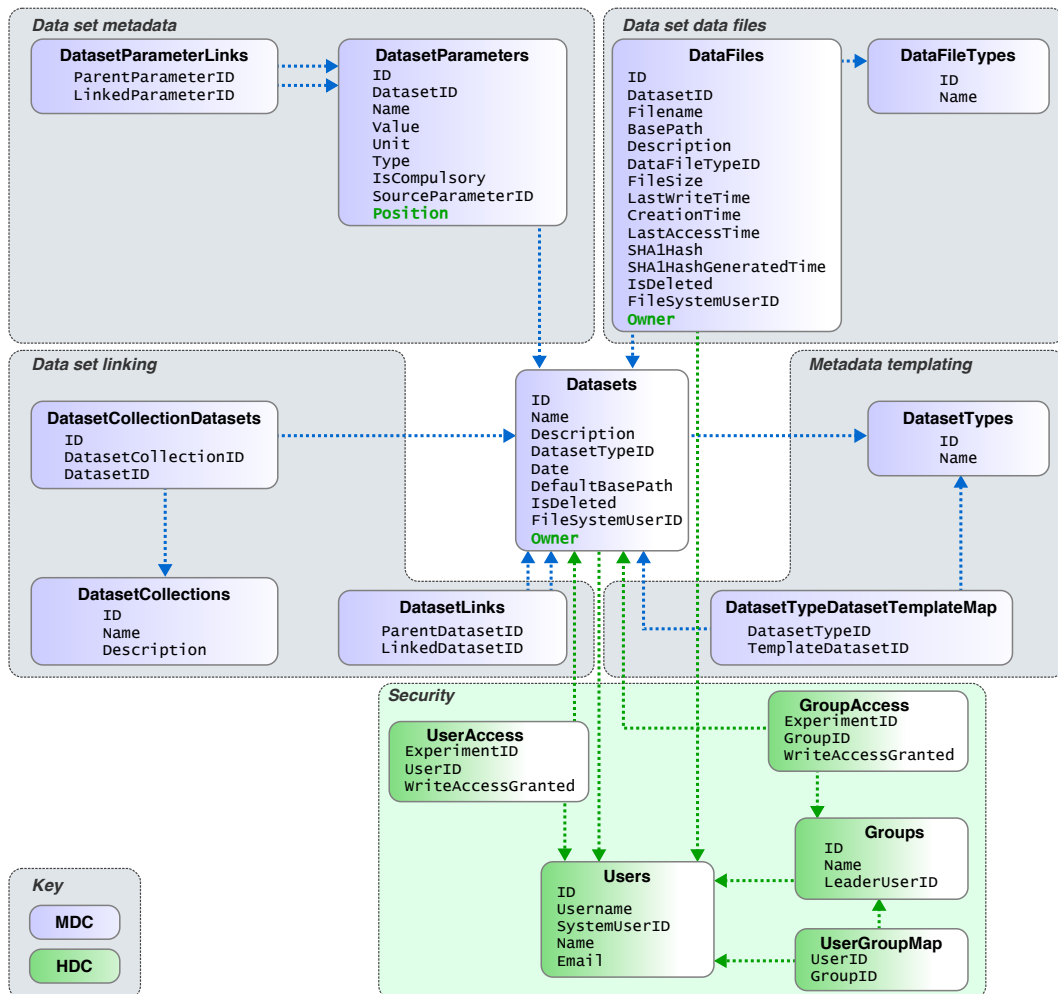 Data set metadata
DatasetParameterLinks
ParentParameterID
LinkedParameterID
DatasetParameters
ID
DatasetID
Name
Value
Unit
Type
IsCompulsory
SourceParameterID
Position
Data set data files
DataFiles
ID
DatasetID
Filename
BasePath
Description
DataFileTypeID
FileSize
LastWriteTime
CreationTime
LastAccessTime
SHA1Hash
SHA1HashGeneratedTime
IsDeleted
FileSystemUserID
Owner
DataFileTypes
ID
Name
Data set linking
DatasetCollectionDatasets
ID
DatasetCollectionID
DatasetID
DatasetCollections
ID
Name
Description
Datasets
ID
Name
Description
DatasetTypeID
Date
DefaultBasePath
IsDeleted
FileSystemUserID
Owner
DatasetLinks
ParentDatasetID
LinkedDatasetID
Metadata templating
DatasetTypes
ID
Name
DatasetTypeDatasetTemplateMap
DatasetTypeID
TemplateDatasetID
Security
UserAccess
ExperimentID
UserID
WriteAccessGranted
GroupAccess
ExperimentID
GroupID
WriteAccessGranted
Groups
ID
Name
LeaderUserID
Users
ID
Username
SystemUserID
Name
Email
UserGroupMap
UserID
GroupID
Key
MDC
HDC